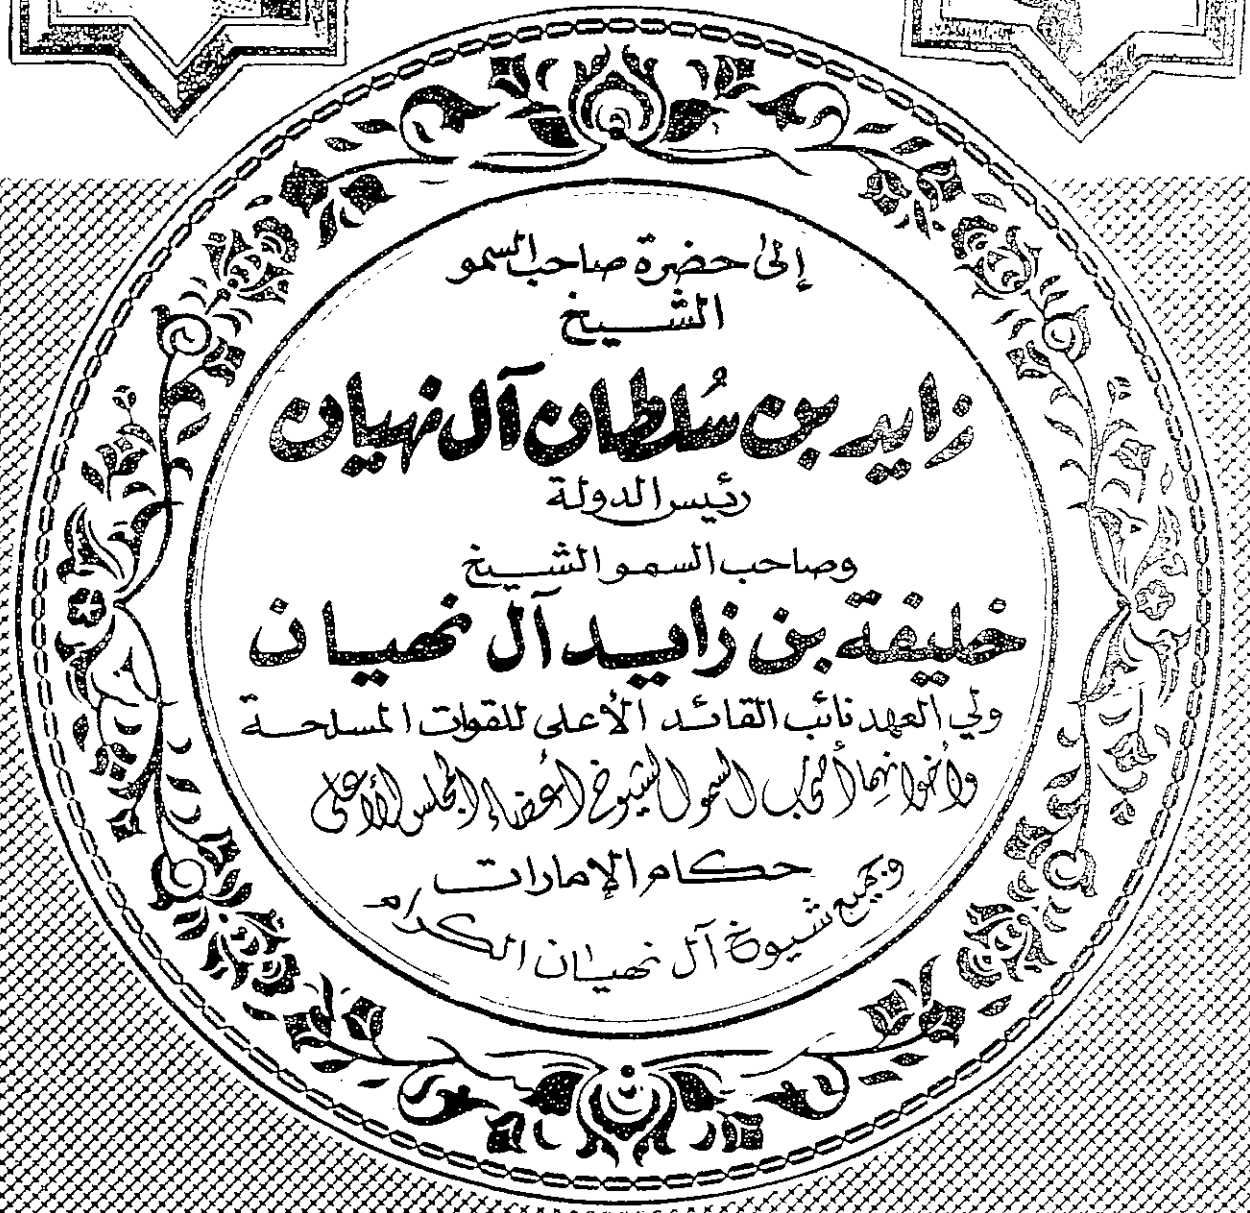 إلى حضرة صاحب السمو
الشيخ
زايد بن سُلطان آل نهيان
رئيس الدولة
وصاحب السمو الشيخ
خليفة بن زايد آل نهيان
ولي العهد نائب القائد الأعلى للقوات المسلحة
وأخوانهما أصحاب السمو الشيوخ أعضاء المجلس الأعلى
حكام الإمارات
وجميع شيوخ آل نهيان الكرام